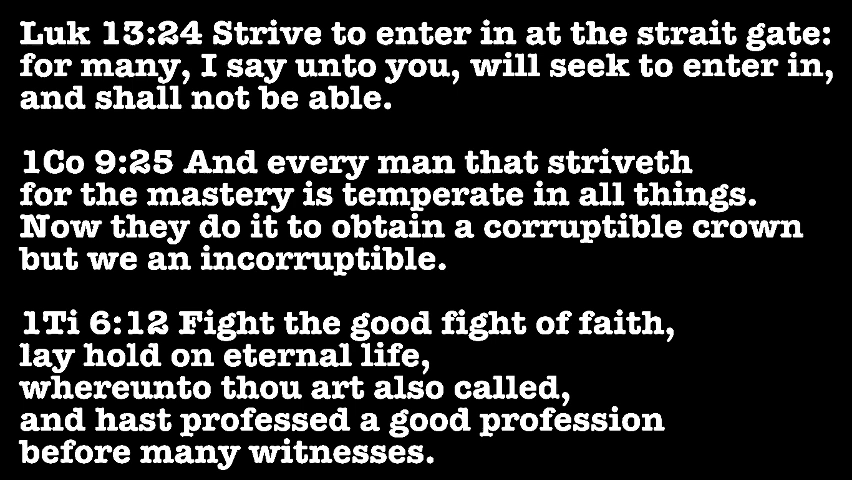 Luk 13:24 Strive to enter in at the strait gate:
for many, I say unto you, will seek to enter in,
and shall not be able.
1Co 9:25 And every man that striveth
for the mastery is temperate in all things.
Now they do it to obtain a corruptible crown
but we an incorruptible.
1Ti 6:12 Fight the good fight of faith,
lay hold on eternal life,
whereunto thou art also called,
and hast professed a good profession
before many witnesses.